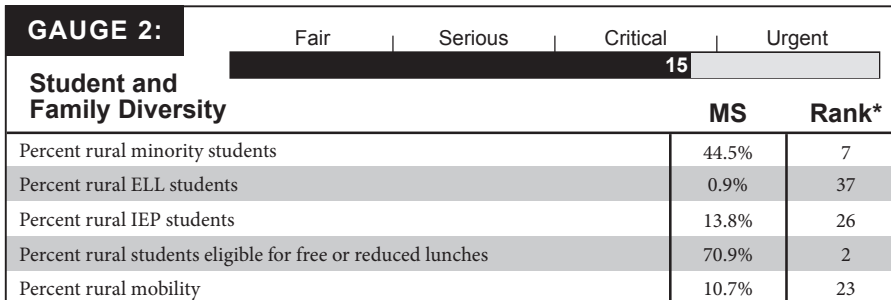 GAUGE 2:
Fair Serious Critical Urgent
15
Student and
Family Diversity
MS Rank*
Percent rural minority students 44.5% 7
Percent rural ELL students 0.9% 37
Percent rural IEP students 13.8% 26
Percent rural students eligible for free or reduced lunches 70.9% 2
Percent rural mobility 10.7% 23